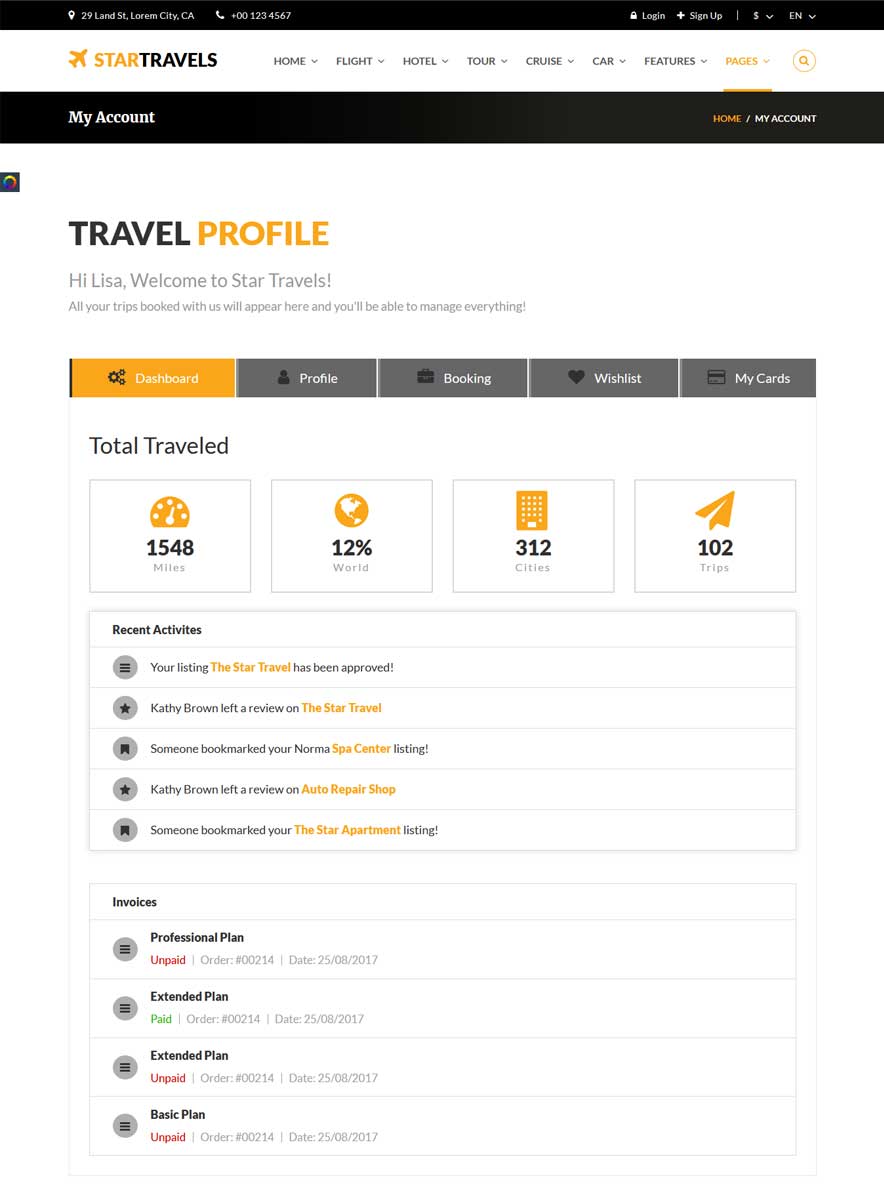 29 Land St, Lorem City, CA +00 123 4567 Login Sign Up | $ EN
STARTRAVELS HOME FLIGHT HOTEL TOUR CRUISE CAR FEATURES PAGES
My Account HOME / MY ACCOUNT
TRAVEL PROFILE
Hi Lisa, Welcome to Star Travels!
All your trips booked with us will appear here and you'll be able to manage everything!
Dashboard Profile Booking Wishlist My Cards
Total Traveled
1548 12% 312 102
Miles World Cities Trips
Recent Activites
Your listing The Star Travel has been approved!
Kathy Brown left a review on The Star Travel
Someone bookmarked your Norma Spa Center listing!
Kathy Brown left a review on Auto Repair Shop
Someone bookmarked your The Star Apartment listing!
Invoices
Professional Plan
Unpaid | Order: #00214 | Date: 25/08/2017
Extended Plan
Paid | Order: #00214 | Date: 25/08/2017
Extended Plan
Unpaid | Order: #00214 | Date: 25/08/2017
Basic Plan
Unpaid | Order: #00214 | Date: 25/08/2017